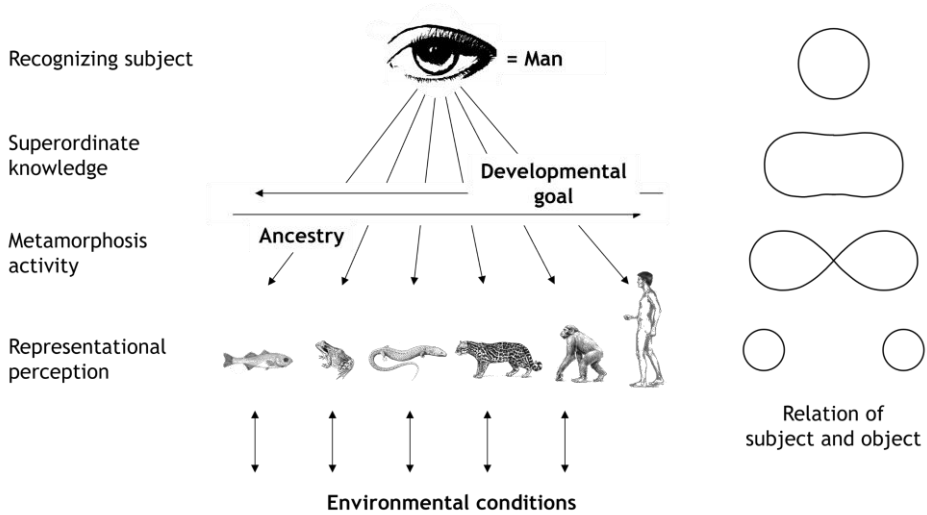 Recognizing subject
= Man
Superordinate
knowledge
Developmental
goal
Metamorphosis
activity
Ancestry
Representational
perception
Relation of
subject and object
Environmental conditions